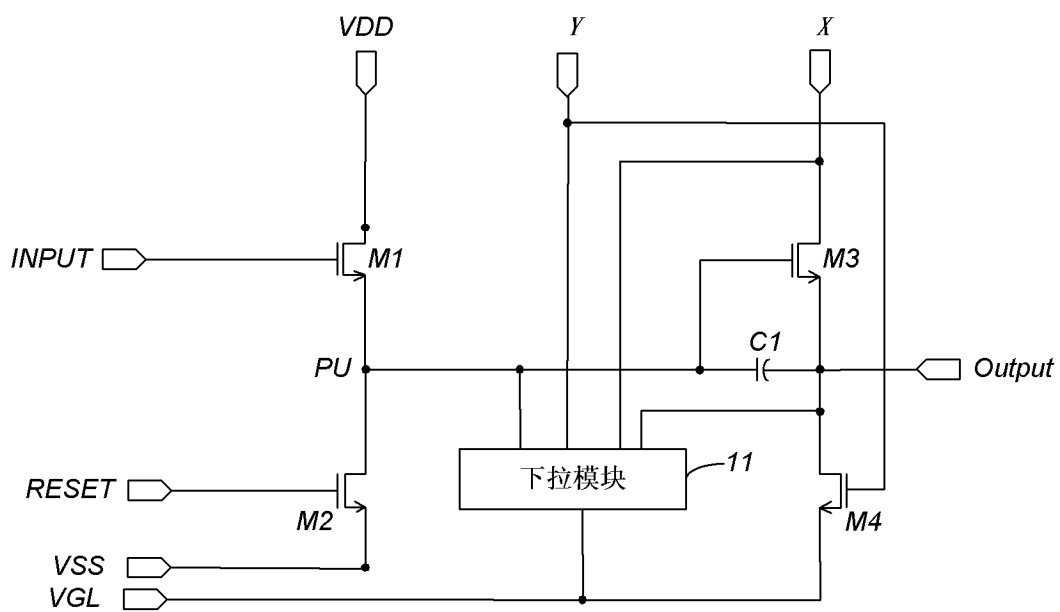 VDD
Y
X
INPUT
M1
M3
PU
C1
Output
下拉模块
11
RESET
M2
M4
VSS
VGL